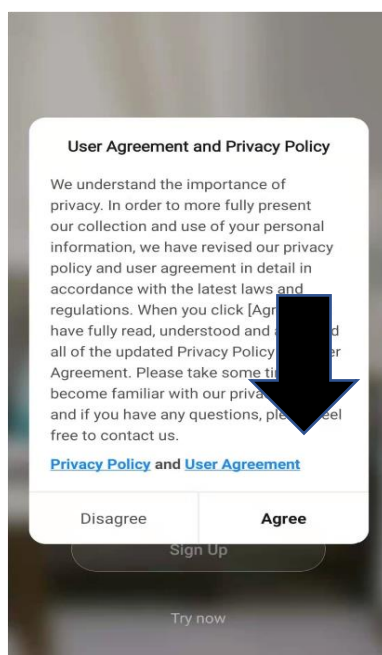 User Agreement and Privacy Policy
We understand the importance of
privacy. In order to more fully present
our collection and use of your personal
information, we have revised our privacy
policy and user agreement in detail in
accordance with the latest laws and
regulations. When you click
have fully read, understood and
all of the updated Privacy Policy
Agreement. Please take some
become familiar with our
and if you have any questions,
free to contact us.
Privacy Policy and User Agreement
Disagree
Agree
Sign Up
Try now